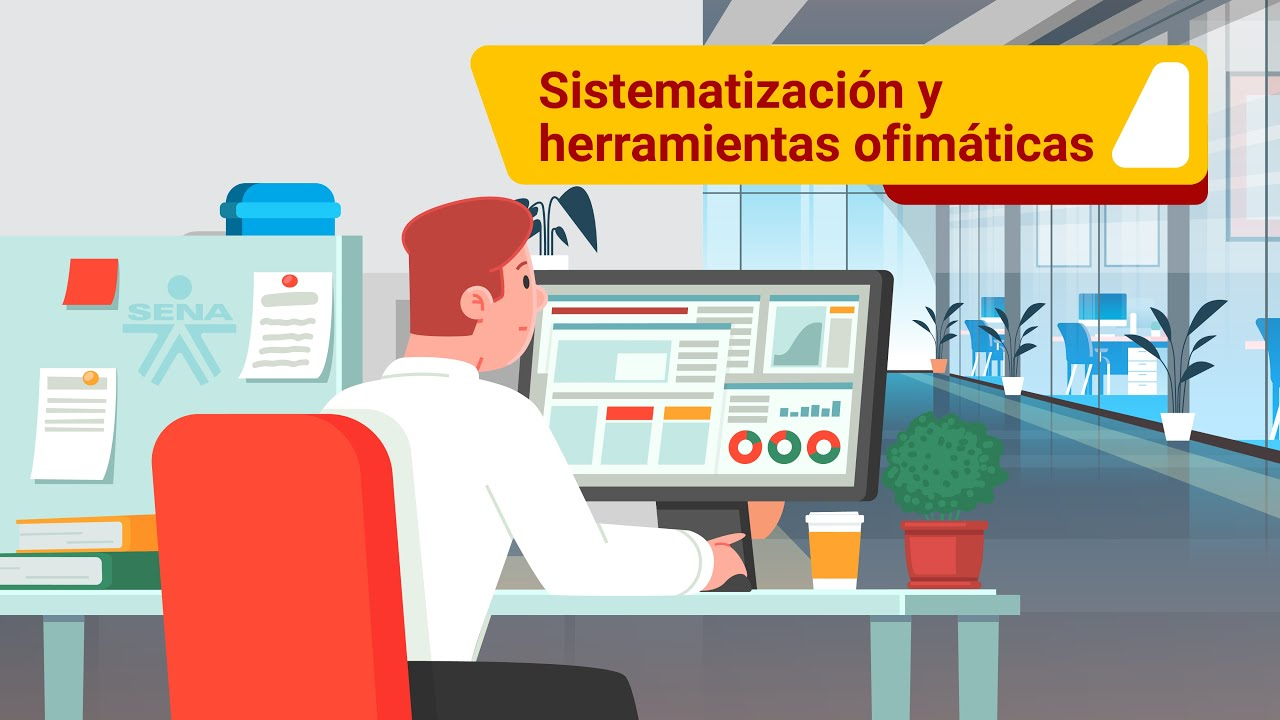 Sistematización y
herramientas ofimáticas
SENA